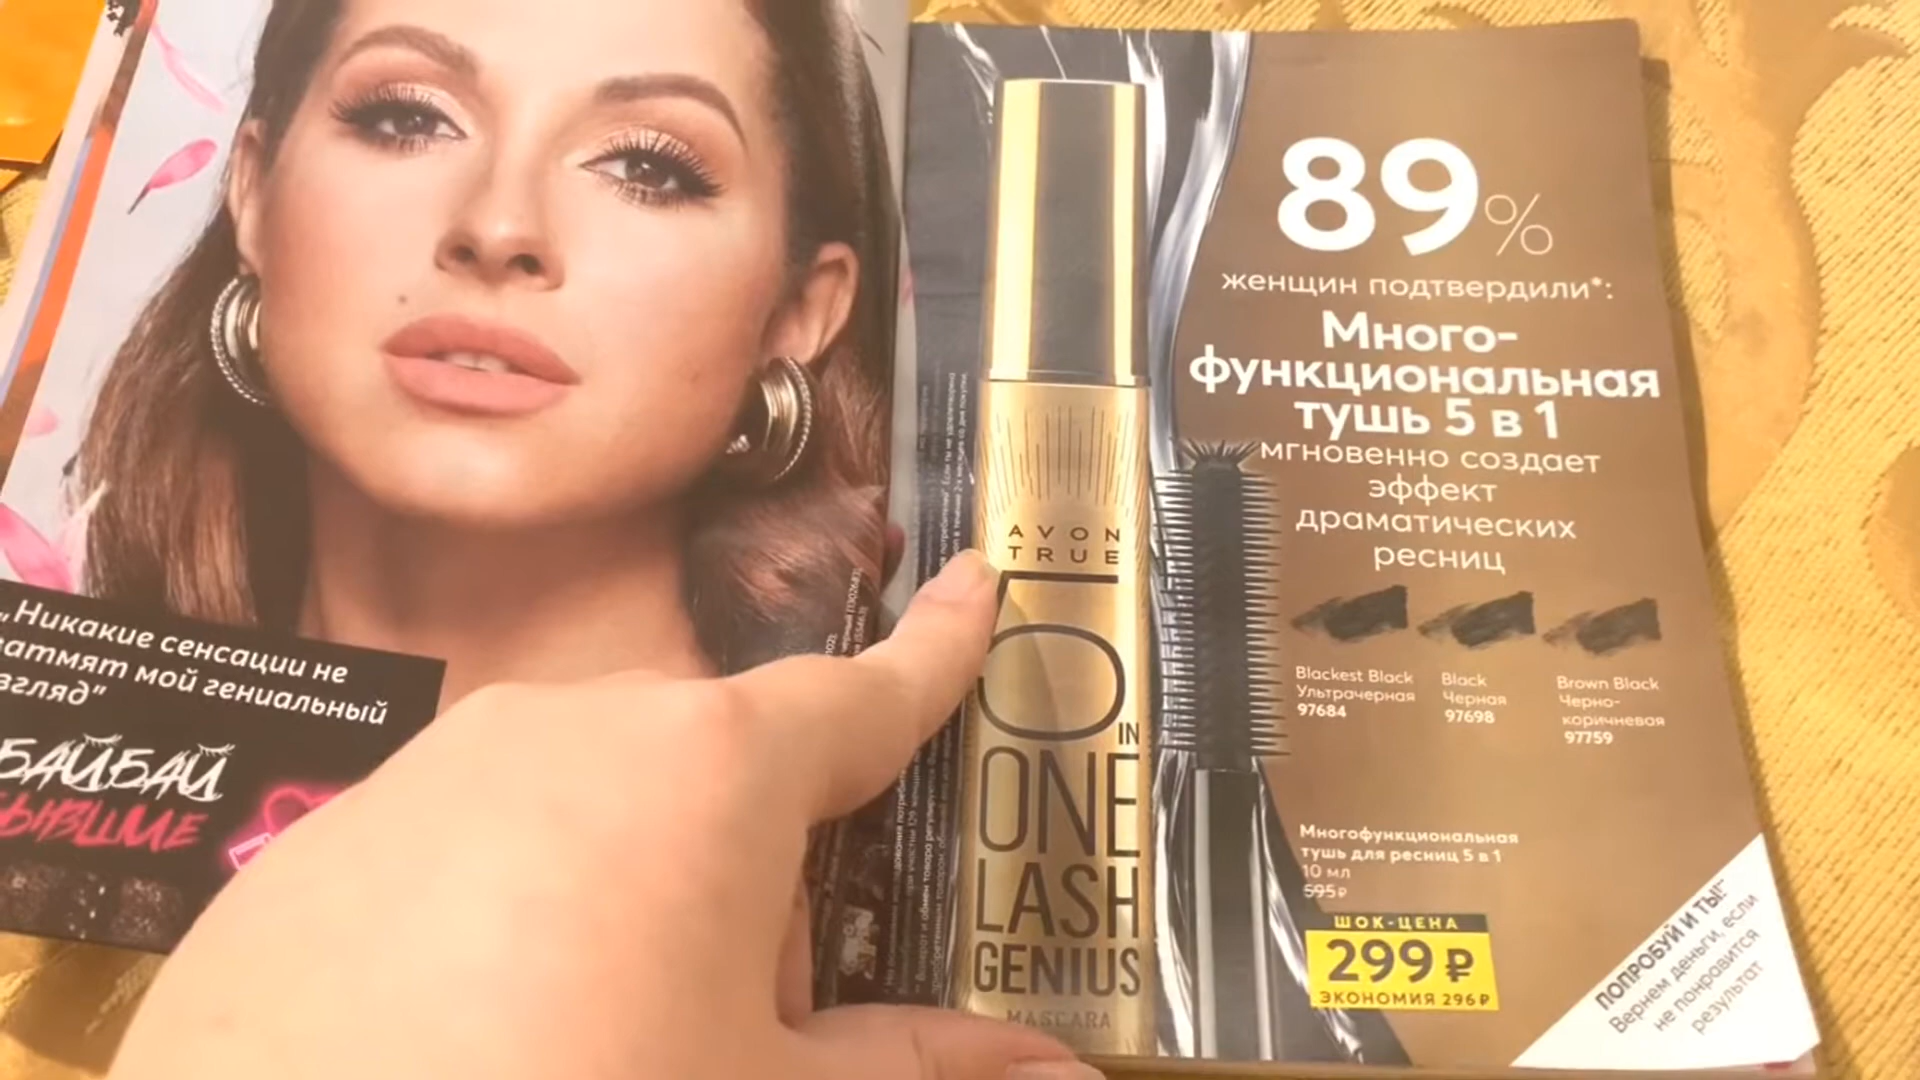 „Никакие сенсации не
затмят мой гениальный
взгляд"
БАЙБАЙ
БЫВШИЕ
AVON
TRUE
5
IN
ONE
LASH
GENIUS
MASCARA
89%
женщин подтвердили*:
Много-
функциональная
тушь 5 в 1
мгновенно создает
эффект
драматических
ресниц
Blackest Black
Ультрачерная
97684
Black
Черная
97698
Brown Black
Черно-
коричневая
97759
Многофункциональная
тушь для ресниц 5 в 1
10 мл
595 ₽
ШОК-ЦЕНА
299 ₽
ЭКОНОМИЯ 296 ₽
ПОПРОБУЙ И ТЫ!
Вернем деньги, если
не понравится
результат